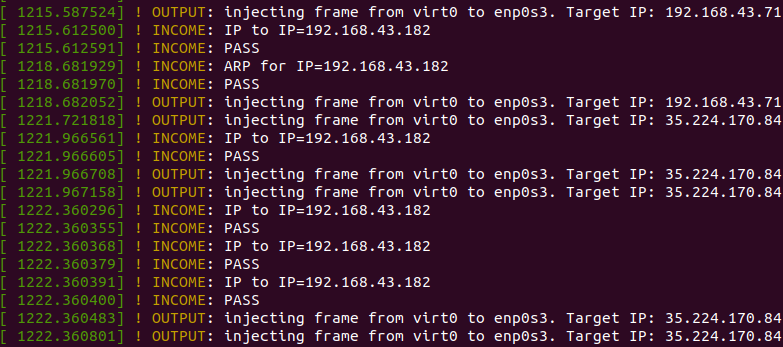 [ 1215.587524] ! OUTPUT: injecting frame from virt0 to enp0s3. Target IP: 192.168.43.71
[ 1215.612500] ! INCOME: IP to IP=192.168.43.182
[ 1215.612591] ! INCOME: PASS
[ 1218.681929] ! INCOME: ARP for IP=192.168.43.182
[ 1218.681970] ! INCOME: PASS
[ 1218.682052] ! OUTPUT: injecting frame from virt0 to enp0s3. Target IP: 192.168.43.71
[ 1221.721818] ! OUTPUT: injecting frame from virt0 to enp0s3. Target IP: 35.224.170.84
[ 1221.966561] ! INCOME: IP to IP=192.168.43.182
[ 1221.966605] ! INCOME: PASS
[ 1221.966708] ! OUTPUT: injecting frame from virt0 to enp0s3. Target IP: 35.224.170.84
[ 1221.967158] ! OUTPUT: injecting frame from virt0 to enp0s3. Target IP: 35.224.170.84
[ 1222.360296] ! INCOME: IP to IP=192.168.43.182
[ 1222.360355] ! INCOME: PASS
[ 1222.360368] ! INCOME: IP to IP=192.168.43.182
[ 1222.360379] ! INCOME: PASS
[ 1222.360391] ! INCOME: IP to IP=192.168.43.182
[ 1222.360400] ! INCOME: PASS
[ 1222.360483] ! OUTPUT: injecting frame from virt0 to enp0s3. Target IP: 35.224.170.84
[ 1222.360801] ! OUTPUT: injecting frame from virt0 to enp0s3. Target IP: 35.224.170.84